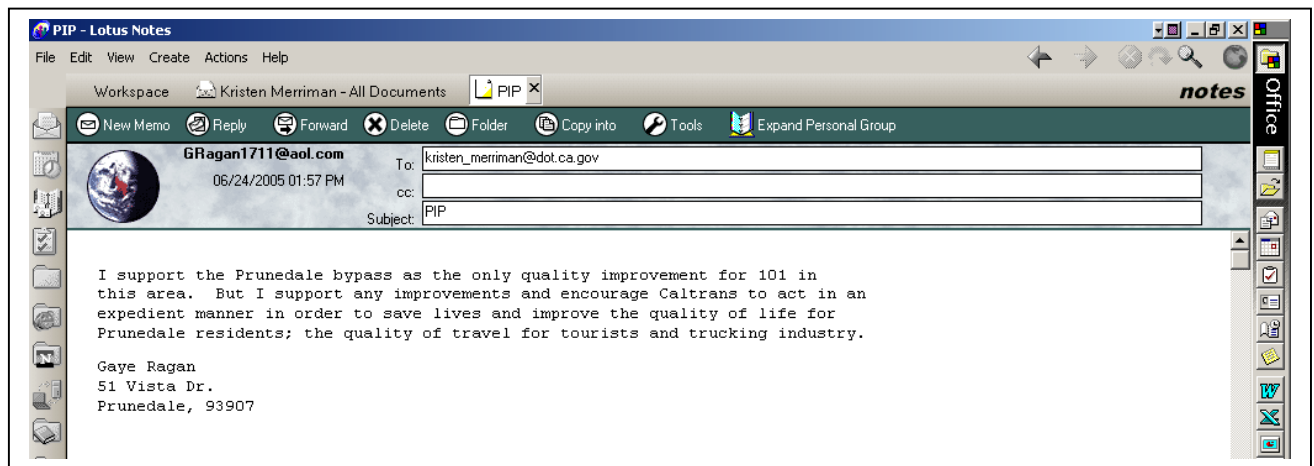 PIP - Lotus Notes
File Edit View Create Actions Help
Workspace Kristen Merriman - All Documents PIP notes
Office
New Memo Reply Forward Delete Folder Copy into Tools Expand Personal Group
GRagan1711@aol.com
06/24/2005 01:57 PM
To: kristen_merriman@dot.ca.gov
cc:
Subject: PIP
I support the Prunedale bypass as the only quality improvement for 101 in
this area. But I support any improvements and encourage Caltrans to act in an
expedient manner in order to save lives and improve the quality of life for
Prunedale residents; the quality of travel for tourists and trucking industry.
Gaye Ragan
51 Vista Dr.
Prunedale, 93907